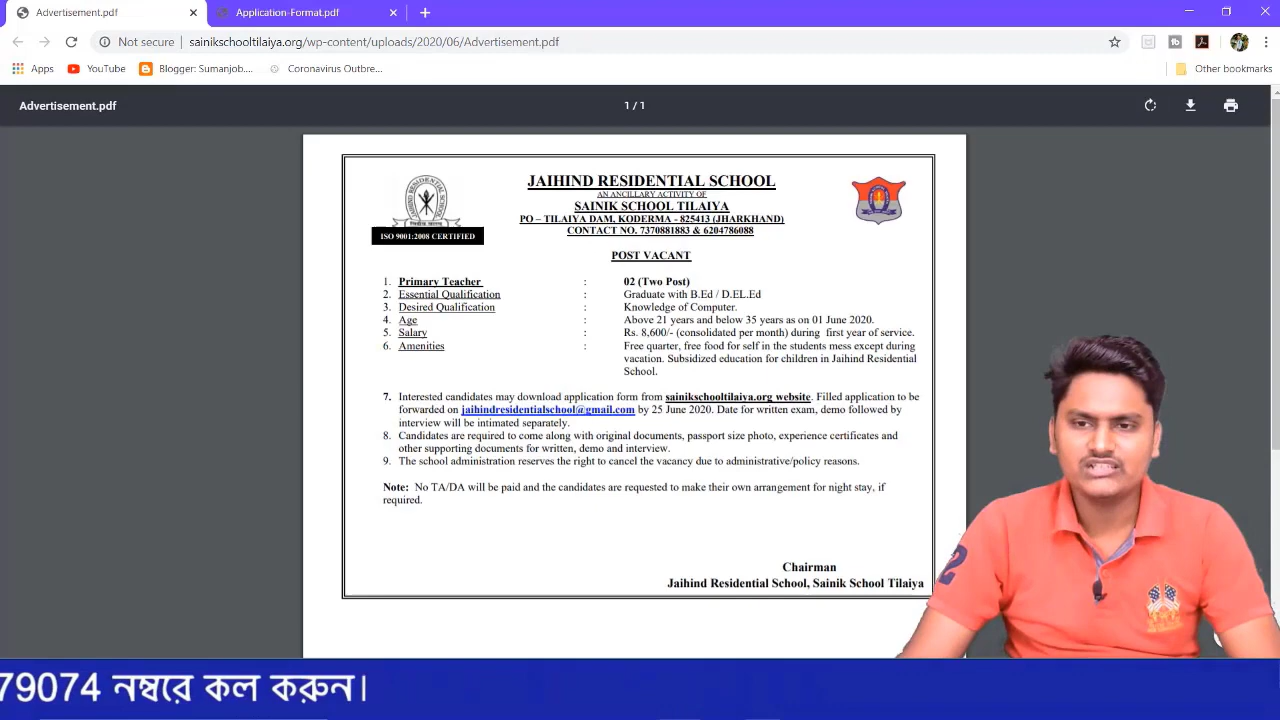 Advertisement.pdf
Application-Format.pdf
Not secure | sainikschooltilaiya.org/wp-content/uploads/2020/06/Advertisement.pdf
Apps YouTube Blogger: Sumanjob.... Coronavirus Outbre... Other bookmarks
Advertisement.pdf 1 / 1
JAIHIND RESIDENTIAL SCHOOL
AN ANCILLARY ACTIVITY OF
SAINIK SCHOOL TILAIYA
PO – TILAIYA DAM, KODERMA - 825413 (JHARKHAND)
CONTACT NO. 7370881883 & 6204786088
ISO 9001:2008 CERTIFIED
POST VACANT
1. Primary Teacher : 02 (Two Post)
2. Essential Qualification : Graduate with B.Ed / D.EL.Ed
3. Desired Qualification : Knowledge of Computer.
4. Age : Above 21 years and below 35 years as on 01 June 2020.
5. Salary : Rs. 8,600/- (consolidated per month) during first year of service.
6. Amenities : Free quarter, free food for self in the students mess except during
vacation. Subsidized education for children in Jaihind Residential
School.
7. Interested candidates may download application form from sainikschooltilaiya.org website. Filled application to be
forwarded on jaihindresidentialschool@gmail.com by 25 June 2020. Date for written exam, demo followed by
interview will be intimated separately.
8. Candidates are required to come along with original documents, passport size photo, experience certificates and
other supporting documents for written, demo and interview.
9. The school administration reserves the right to cancel the vacancy due to administrative/policy reasons.
Note: No TA/DA will be paid and the candidates are requested to make their own arrangement for night stay, if
required.
Chairman
Jaihind Residential School, Sainik School Tilaiya
79074 নম্বরে কল করুন।